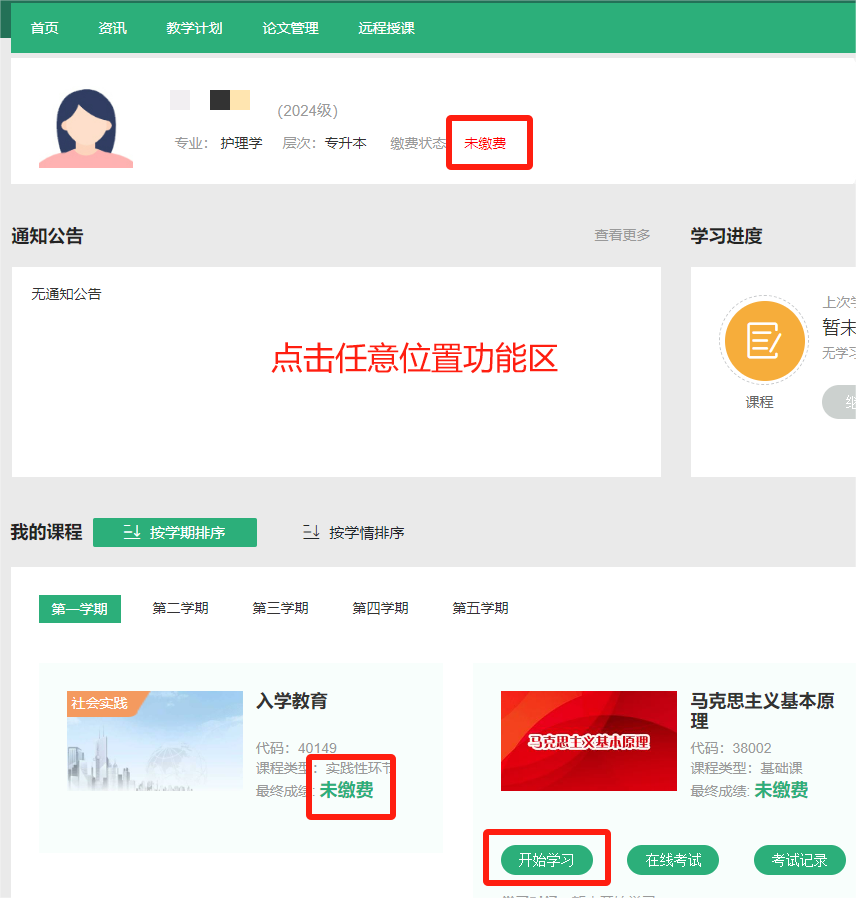 首页 资讯 教学计划 论文管理 远程授课
(2024级)
专业: 护理学 层次: 专升本 缴费状态 未缴费
通知公告 查看更多 学习进度
无通知公告
点击任意位置功能区
上次学
暂未
无学习
课程 继
我的课程 按学期排序 按学情排序
第一学期 第二学期 第三学期 第四学期 第五学期
社会实践
入学教育
代码: 40149
课程类型: 实践性环节
最终成绩: 未缴费
马克思主义基本原理
马克思主义基本原
理
代码: 38002
课程类型: 基础课
最终成绩: 未缴费
开始学习 在线考试 考试记录